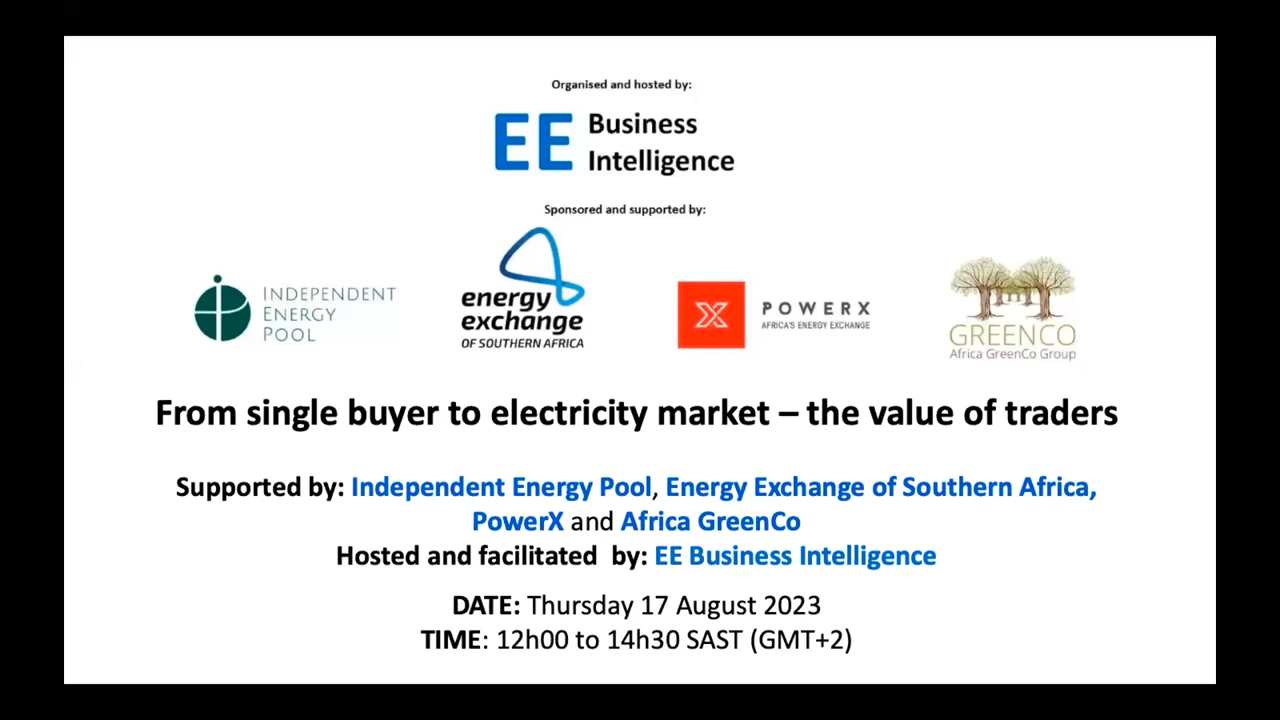 Organised and hosted by:
EE Business
Intelligence
Sponsored and supported by:
INDEPENDENT
ENERGY
POOL
energy
exchange
OF SOUTHERN AFRICA
POWERX
AFRICA'S ENERGY EXCHANGE
GREENCO
Africa GreenCo Group
From single buyer to electricity market – the value of traders
Supported by: Independent Energy Pool, Energy Exchange of Southern Africa,
PowerX and Africa GreenCo
Hosted and facilitated  by: EE Business Intelligence
DATE: Thursday 17 August 2023
TIME: 12h00 to 14h30 SAST (GMT+2)